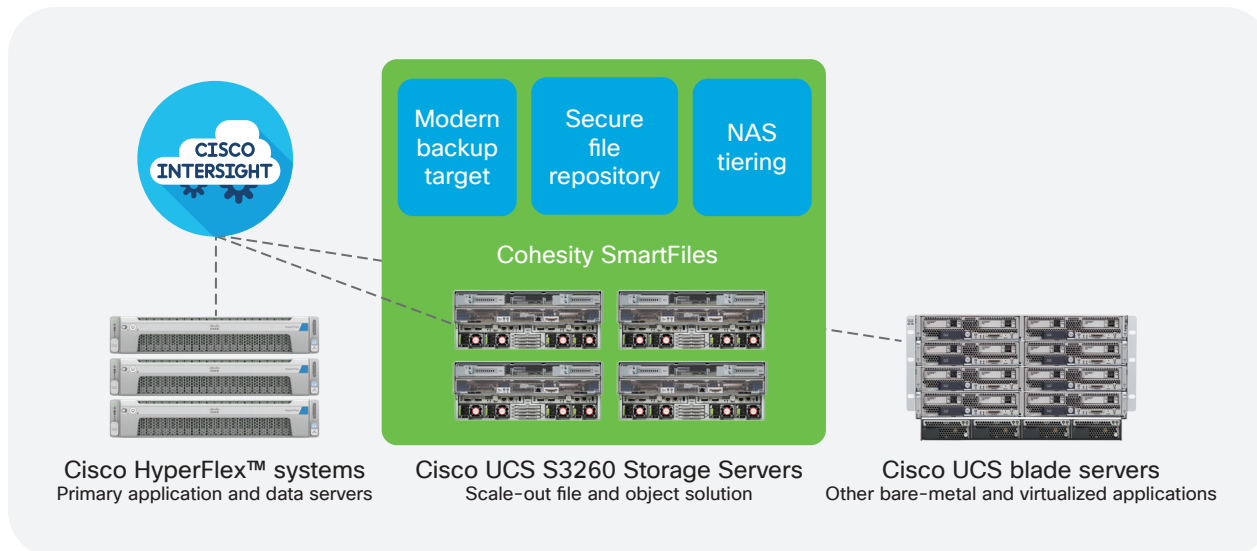 CISCO
INTERSIGHT
Modern
backup
target
Secure
file
repository
NAS
tiering
Cohesity SmartFiles
Cisco HyperFlex™ systems
Primary application and data servers
Cisco UCS S3260 Storage Servers
Scale-out file and object solution
Cisco UCS blade servers
Other bare-metal and virtualized applications